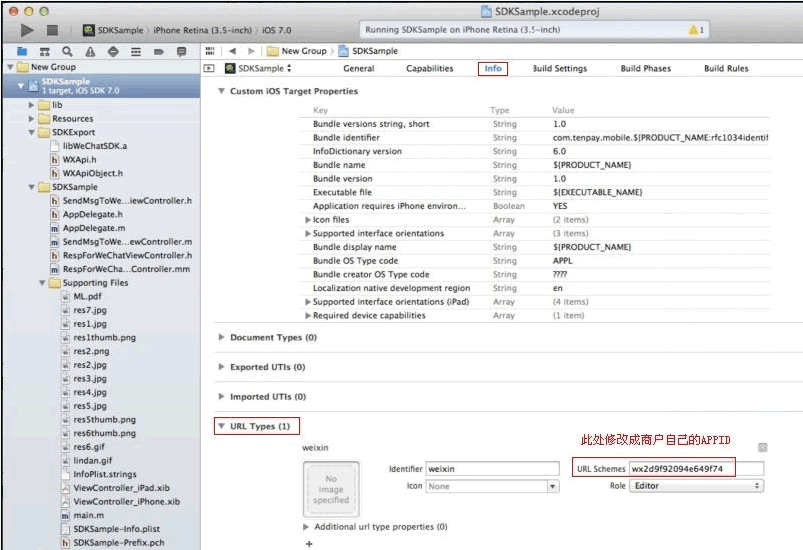 SDKSample.xcodeproj
SDKSample iPhone Retina (3.5-inch) iOS 7.0
Running SDKSample on iPhone Retina (3.5-inch)
1
New Group
SDKSample
New Group
SDKSample
1 target, iOS SDK 7.0
lib
Resources
SDKExport
libWeChatSDK.a
WXApi.h
WXApiObject.h
SDKSample
SendMsgToWe...iewController.h
AppDelegate.h
AppDelegate.m
SendMsgToWe...ewController.m
RespForWeChatViewController.h
RespForWeCha...Controller.mm
Supporting Files
ML.pdf
res7.jpg
res1.jpg
res1thumb.png
res2.png
res2.jpg
res3.jpg
res4.jpg
res5.jpg
res5thumb.png
res6thumb.png
res6.gif
lindan.gif
InfoPlist.strings
ViewController_iPad.xib
ViewController_iPhone.xib
main.m
SDKSample-Info.plist
SDKSample-Prefix.pch
SDKSample
General Capabilities Info Build Settings Build Phases Build Rules
Custom iOS Target Properties
Key Type Value
Bundle versions string, short String 1.0
Bundle identifier String com.tenpay.mobile.${PRODUCT_NAME:rfc1034identif
InfoDictionary version String 6.0
Bundle name String ${PRODUCT_NAME}
Bundle version String 1.0
Executable file String ${EXECUTABLE_NAME}
Application requires iPhone environ... Boolean YES
Icon files Array (2 items)
Supported interface orientations Array (3 items)
Bundle display name String ${PRODUCT_NAME}
Bundle OS Type code String APPL
Bundle creator OS Type code String ????
Localization native development region String en
Supported interface orientations (iPad) Array (4 items)
Required device capabilities Array (1 item)
Document Types (0)
Exported UTIs (0)
Imported UTIs (0)
URL Types (1)
此处修改成商户自己的APPID
weixin
No
image
specified
Identifier weixin
URL Schemes wx2d9f92094e649f74
Icon None
Role Editor
Additional url type properties (0)
+